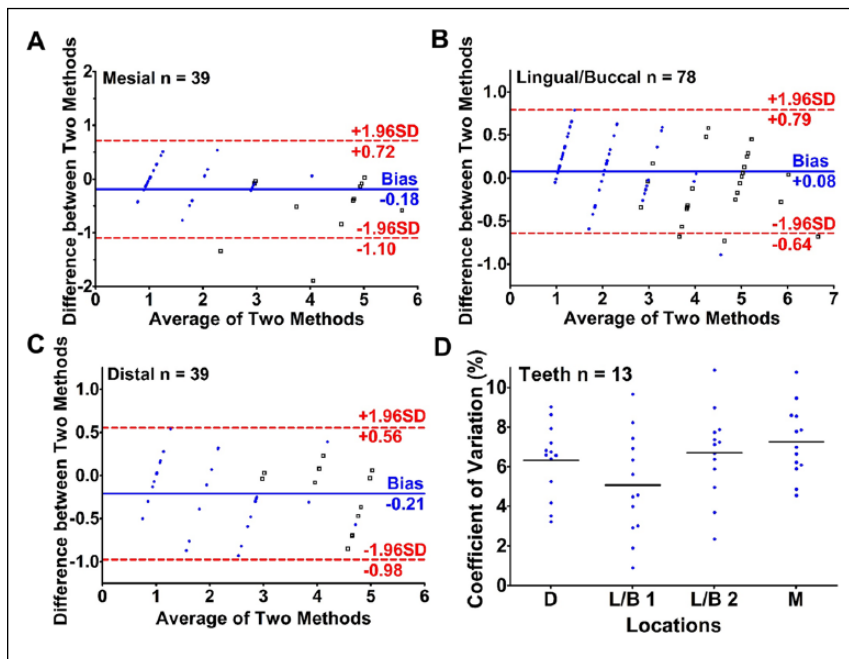 A
Mesial n = 39
Difference between Two Methods
2
1
0
-1
-2
+1.96SD
+0.72
Bias
-0.18
-1.96SD
-1.10
0 1 2 3 4 5 6
Average of Two Methods
B
Lingual/Buccal n = 78
Difference between Two Methods
1.0
0.5
0.0
-0.5
-1.0
+1.96SD
+0.79
Bias
+0.08
-1.96SD
-0.64
0 1 2 3 4 5 6 7
Average of Two Methods
C
Distal n = 39
Difference between Two Methods
1.0
0.5
0.0
-0.5
-1.0
+1.96SD
+0.56
Bias
-0.21
-1.96SD
-0.98
0 1 2 3 4 5 6
Average of Two Methods
D
Teeth n = 13
Coefficient of Variation (%)
10
8
6
4
2
0
D L/B 1 L/B 2 M
Locations